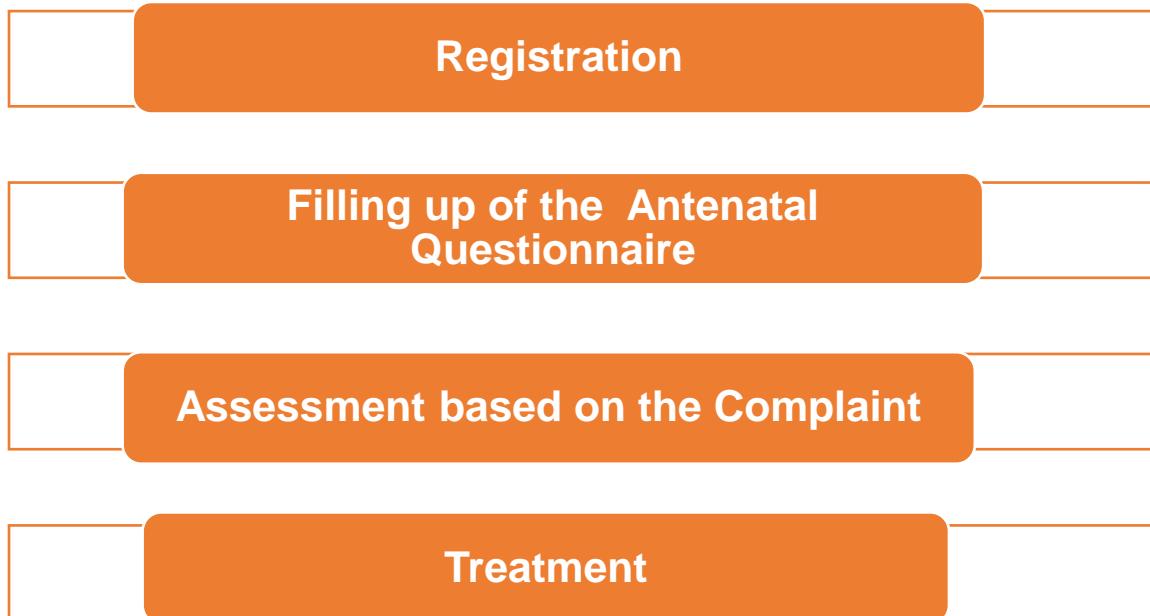 Registration
Filling up of the  Antenatal
Questionnaire
Assessment based on the Complaint
Treatment